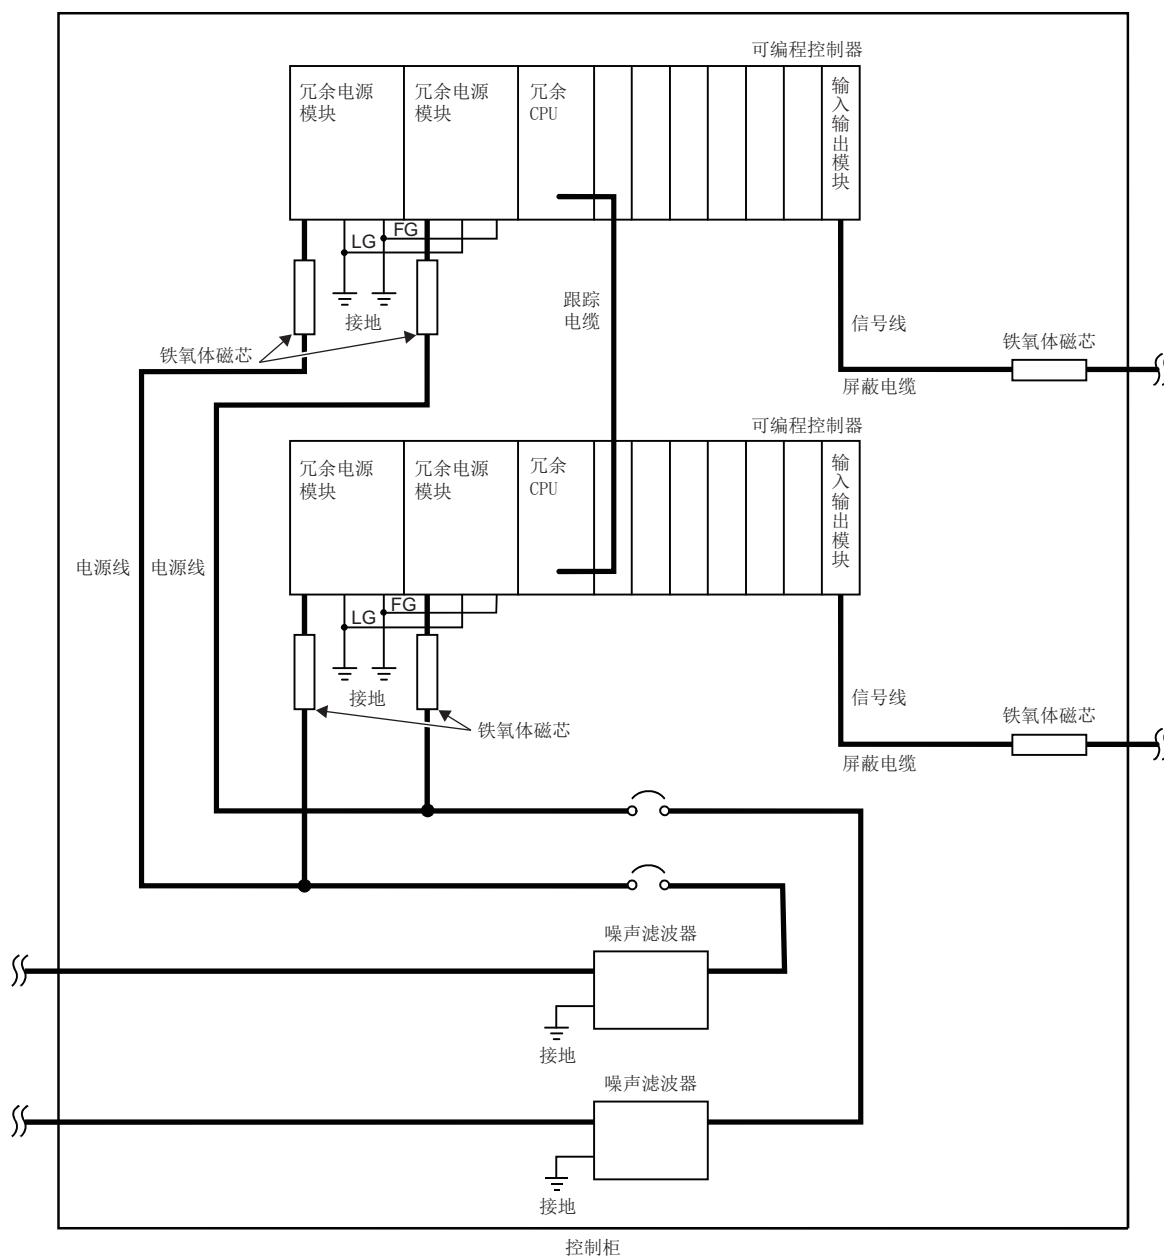 可编程控制器
冗余电源
模块
冗余电源
模块
冗余
CPU
输入输出模块
FG
LG
接地
跟踪
电缆
信号线
铁氧体磁芯
铁氧体磁芯
屏蔽电缆
可编程控制器
冗余电源
模块
冗余电源
模块
冗余
CPU
输入输出模块
电源线
电源线
FG
LG
接地
信号线
铁氧体磁芯
铁氧体磁芯
屏蔽电缆
噪声滤波器
接地
噪声滤波器
接地
控制柜